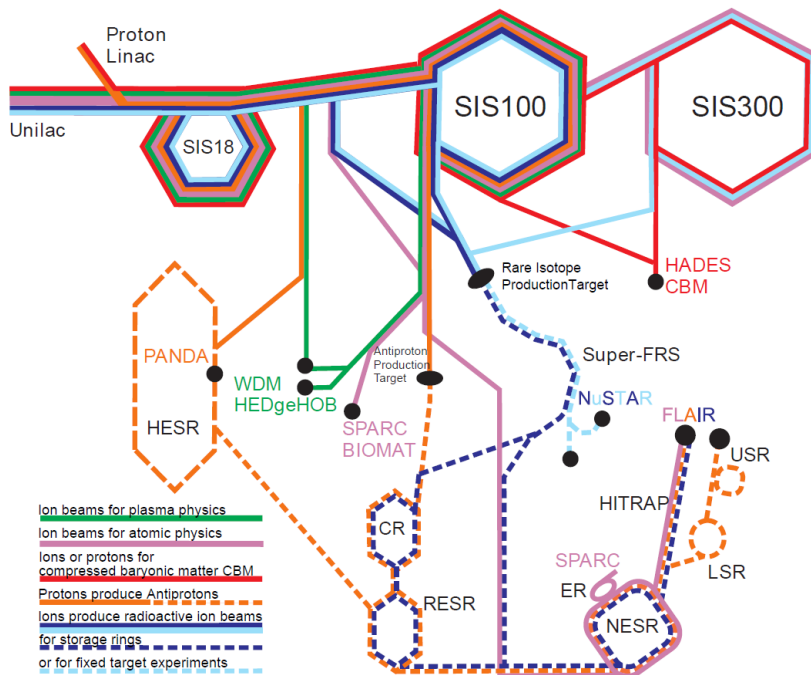 Proton
Linac
Unilac
SIS18
SIS100
SIS300
Rare Isotope
ProductionTarget
HADES
CBM
PANDA
HESR
WDM
HEDgeHOB
Antiproton
Production
Target
SPARC
BIOMAT
Super-FRS
NuSTAR
FLAIR
USR
HITRAP
LSR
CR
RESR
SPARC
ER
NESR
Ion beams for plasma physics
Ion beams for atomic physics
Ions or protons for
compressed baryonic matter CBM
Protons produce Antiprotons
Ions produce radioactive ion beams
for storage rings
or for fixed target experiments